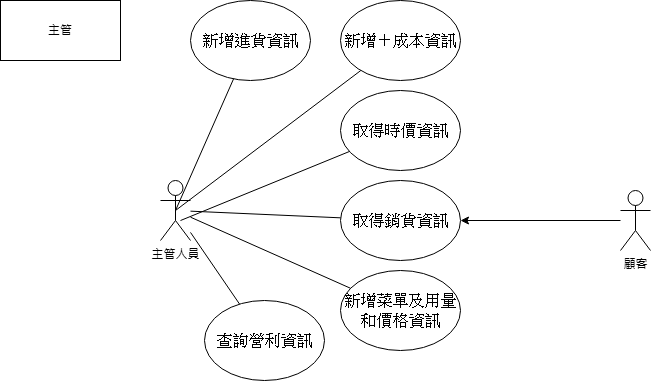 主管
新增進貨資訊
新增＋成本資訊
取得時價資訊
取得銷貨資訊
主管人員
顧客
新增菜單及用量
和價格資訊
查詢營利資訊